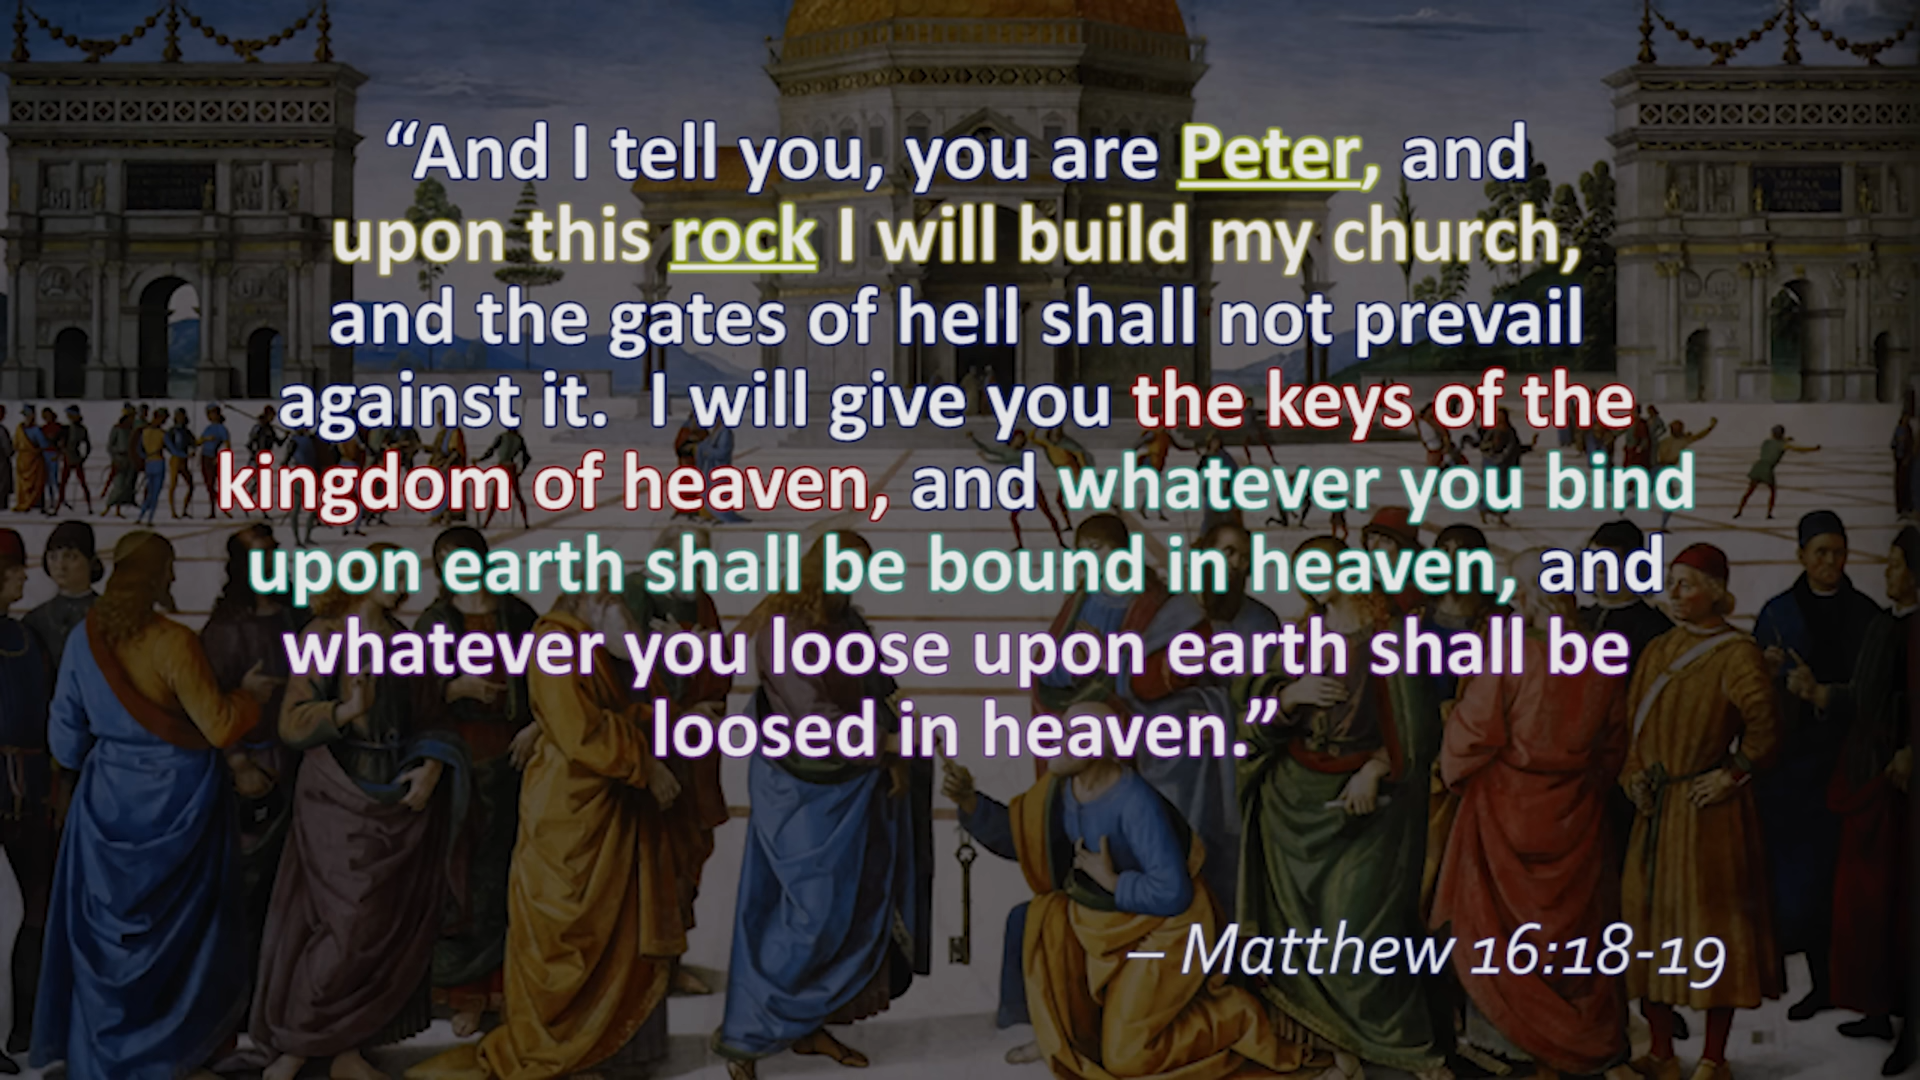 “And I tell you, you are Peter, and
upon this rock I will build my church,
and the gates of hell shall not prevail
against it.  I will give you the keys of the
kingdom of heaven, and whatever you bind
upon earth shall be bound in heaven, and
whatever you loose upon earth shall be
loosed in heaven.”
– Matthew 16:18-19